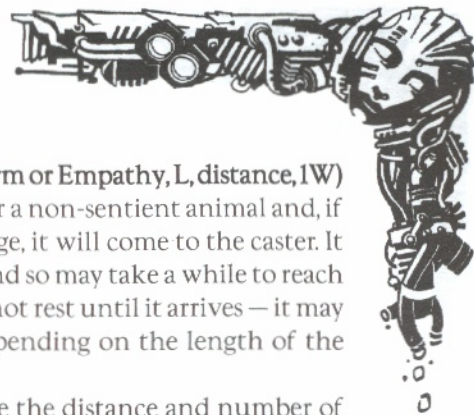 rm or Empathy, L, distance, 1W)
r a non-sentient animal and, if
ge, it will come to the caster. It
nd so may take a while to reach
not rest until it arrives — it may
epending on the length of the
e the distance and number of